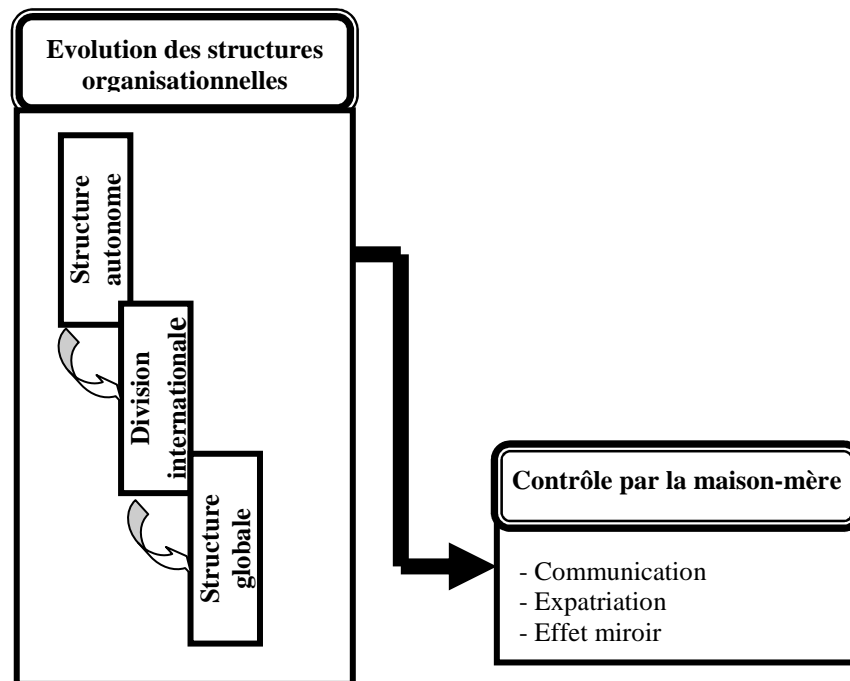 Evolution des structures
organisationnelles
Structure
autonome
Division
internationale
Structure
globale
Contrôle par la maison-mère
- Communication
- Expatriation
- Effet miroir